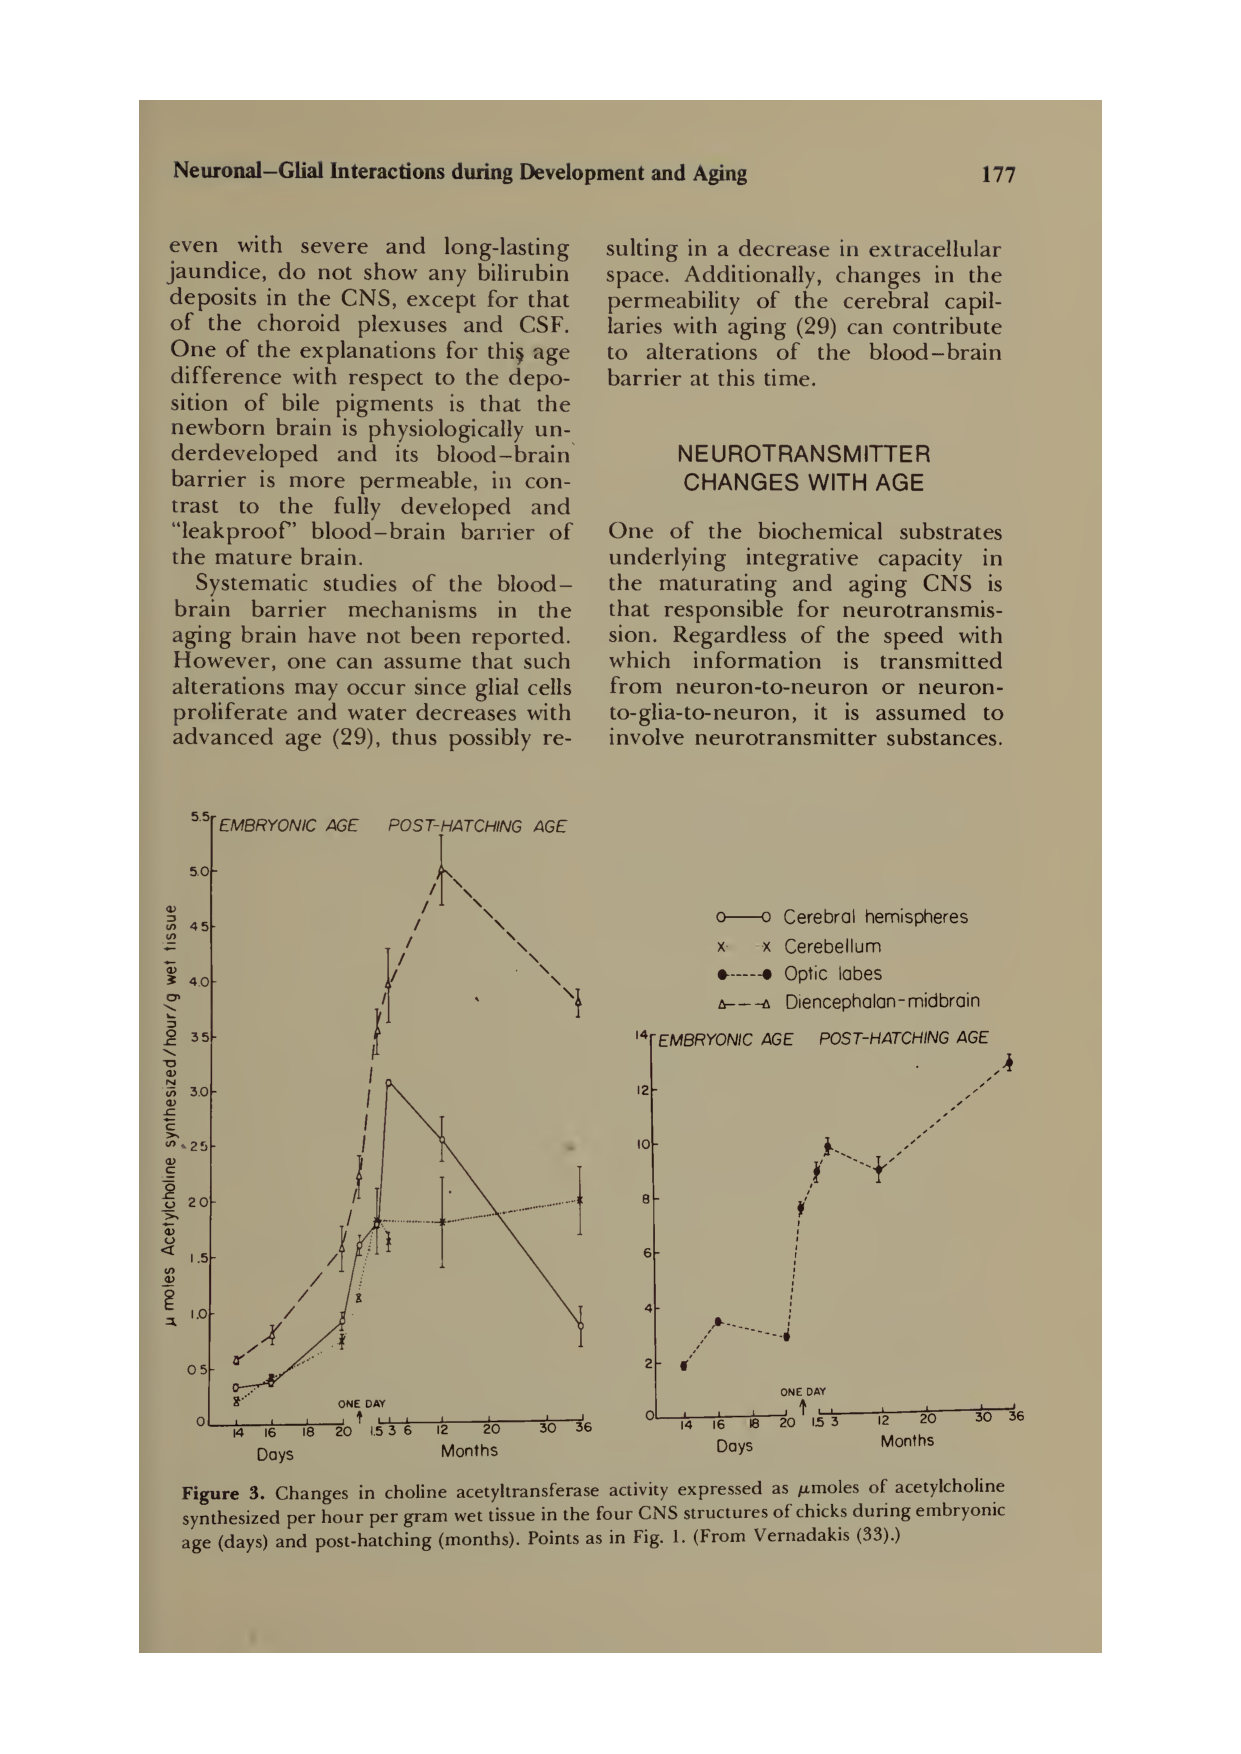 Neuronal—Glial Interactions during Development and Aging 177
even with severe and long-lasting
jaundice, do not show any bilirubin
deposits in the CNS, except for that
of the choroid plexuses and CSF.
One of the explanations for this age
difference with respect to the depo-
sition of bile pigments is that the
newborn brain is physiologically un-
derdeveloped and its blood–brain
barrier is more permeable, in con-
trast to the fully developed and
“leakproof” blood–brain barrier of
the mature brain.
Systematic studies of the blood–
brain barrier mechanisms in the
aging brain have not been reported.
However, one can assume that such
alterations may occur since glial cells
proliferate and water decreases with
advanced age (29), thus possibly re-
sulting in a decrease in extracellular
space. Additionally, changes in the
permeability of the cerebral capil-
laries with aging (29) can contribute
to alterations of the blood–brain
barrier at this time.
NEUROTRANSMITTER
CHANGES WITH AGE
One of the biochemical substrates
underlying integrative capacity in
the maturating and aging CNS is
that responsible for neurotransmis-
sion. Regardless of the speed with
which information is transmitted
from neuron-to-neuron or neuron-
to-glia-to-neuron, it is assumed to
involve neurotransmitter substances.
EMBRYONIC AGE POST-HATCHING AGE
μ moles Acetylcholine synthesized/hour/g wet tissue
5.5
5.0
4.5
4.0
3.5
3.0
2.5
2.0
1.5
1.0
0.5
0
ONE DAY
14 16 18 20 1.5 3 6 12 20 30 36
Days Months
Cerebral hemispheres
Cerebellum
Optic labes
Diencephalan-midbrain
EMBRYONIC AGE POST-HATCHING AGE
14
12
10
8
6
4
2
0
ONE DAY
14 16 18 20 1.5 3 12 20 30 36
Days Months
Figure 3. Changes in choline acetyltransferase activity expressed as μmoles of acetylcholine
synthesized per hour per gram wet tissue in the four CNS structures of chicks during embryonic
age (days) and post-hatching (months). Points as in Fig. 1. (From Vernadakis (33).)